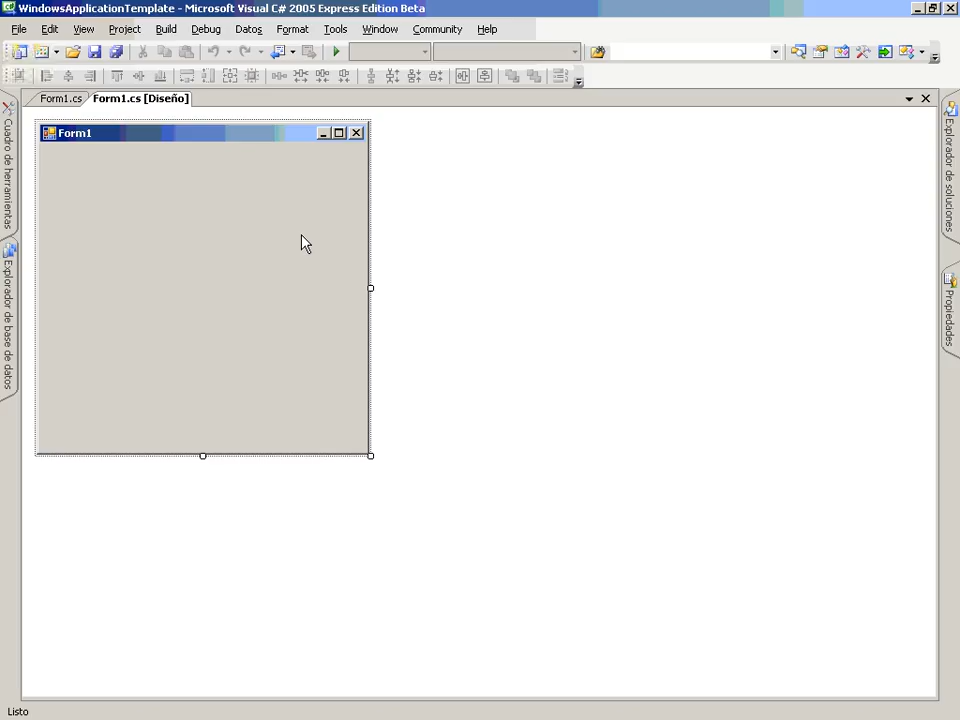 WindowsApplicationTemplate - Microsoft Visual C# 2005 Express Edition Beta
File Edit View Project Build Debug Datos Format Tools Window Community Help
Form1.cs Form1.cs [Diseño]
Form1
Cuadro de herramientas
Explorador de base de datos
Explorador de soluciones
Propiedades
Listo